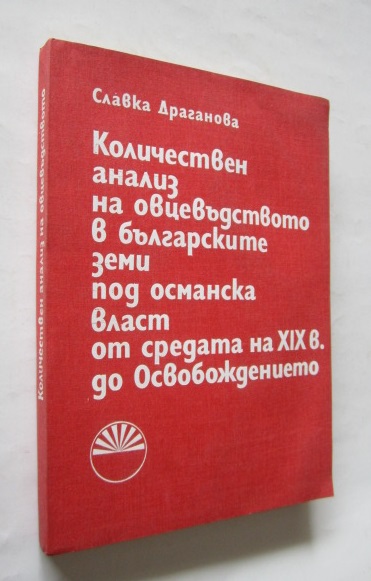 Славка Драганова
Количествен
анализ
на овцевъдството
в българските
земи
под османска
власт
от средата на XIX в.
до Освобождението
Количествен анализ на овцевъдството